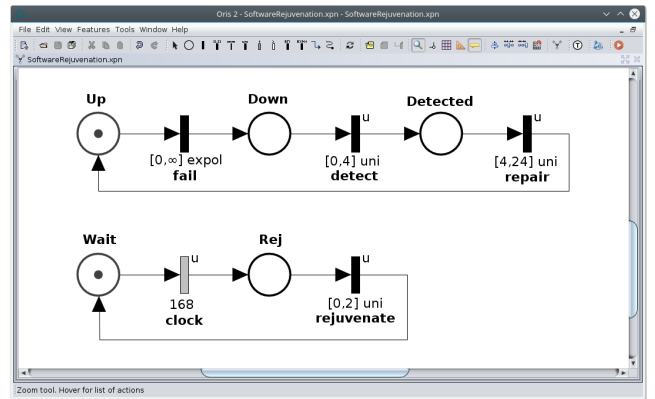 Oris 2 - SoftwareRejuvenation.xpn - SoftwareRejuvenation.xpn
File Edit View Features Tools Window Help
SoftwareRejuvenation.xpn
Up Down Detected
u u
[0,∞] expol [0,4] uni [4,24] uni
fail detect repair
Wait Rej
u u
168 [0,2] uni
clock rejuvenate
Zoom tool. Hover for list of actions